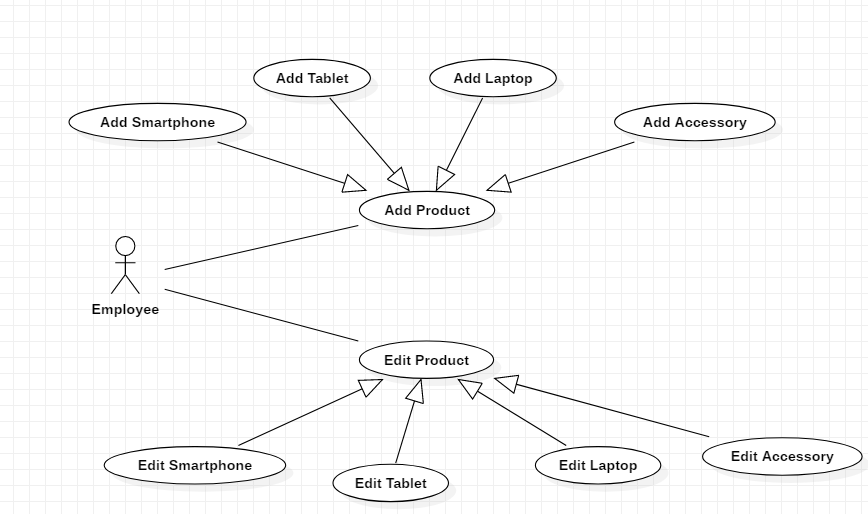 Add Tablet
Add Laptop
Add Smartphone
Add Accessory
Add Product
Employee
Edit Product
Edit Smartphone
Edit Tablet
Edit Laptop
Edit Accessory